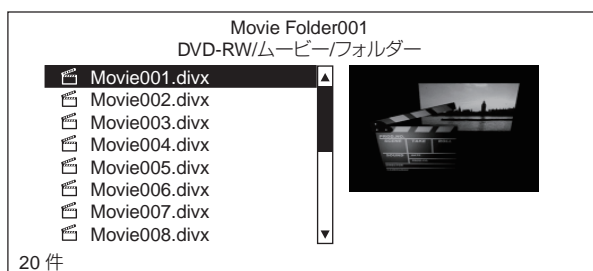 Movie Folder001
DVD-RW/ムービー/フォルダー
Movie001.divx
Movie002.divx
Movie003.divx
Movie004.divx
Movie005.divx
Movie006.divx
Movie007.divx
Movie008.divx
20 件